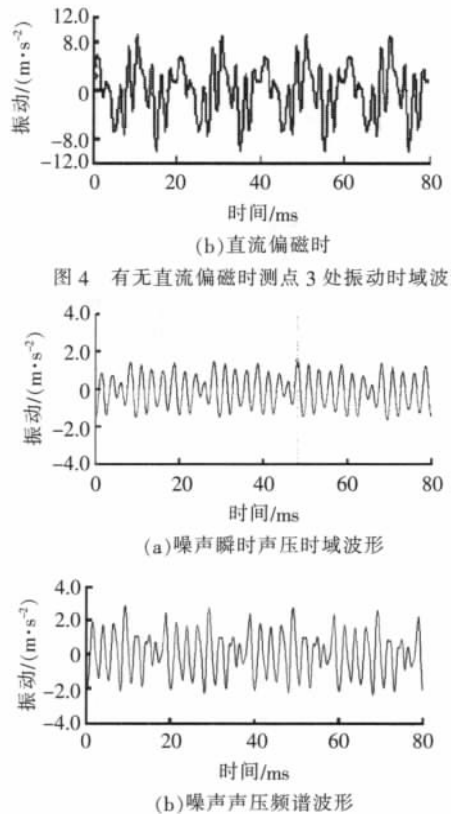 12.0
8.0
0
−8.0
−12.0
振动/(m·s⁻²)
0 20 40 60 80
时间/ms
(b)直流偏磁时
图 4 有无直流偏磁时测点 3 处振动时域波
4.0
2.0
0
−2.0
−4.0
振动/(m·s⁻²)
0 20 40 60 80
时间/ms
(a)噪声瞬时声压时域波形
4.0
2.0
0
−2.0
−4.0
振动/(m·s⁻²)
0 20 40 60 80
时间/ms
(b)噪声声压频谱波形